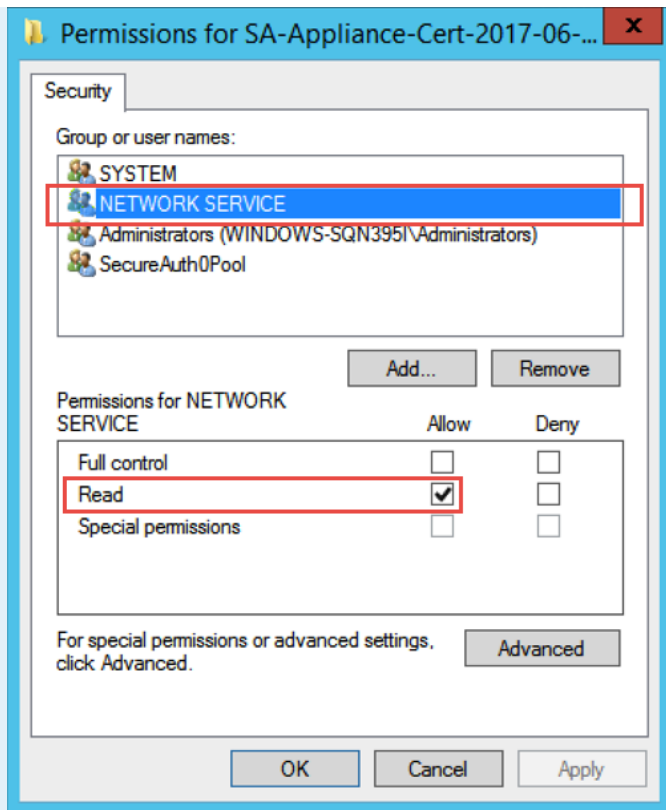 Permissions for SA-Appliance-Cert-2017-06-...
x
Security
Group or user names:
SYSTEM
NETWORK SERVICE
Administrators (WINDOWS-SQN395I\Administrators)
SecureAuth0Pool
Add... Remove
Permissions for NETWORK
SERVICE Allow Deny
Full control
Read
Special permissions
For special permissions or advanced settings,
click Advanced.
Advanced
OK Cancel Apply